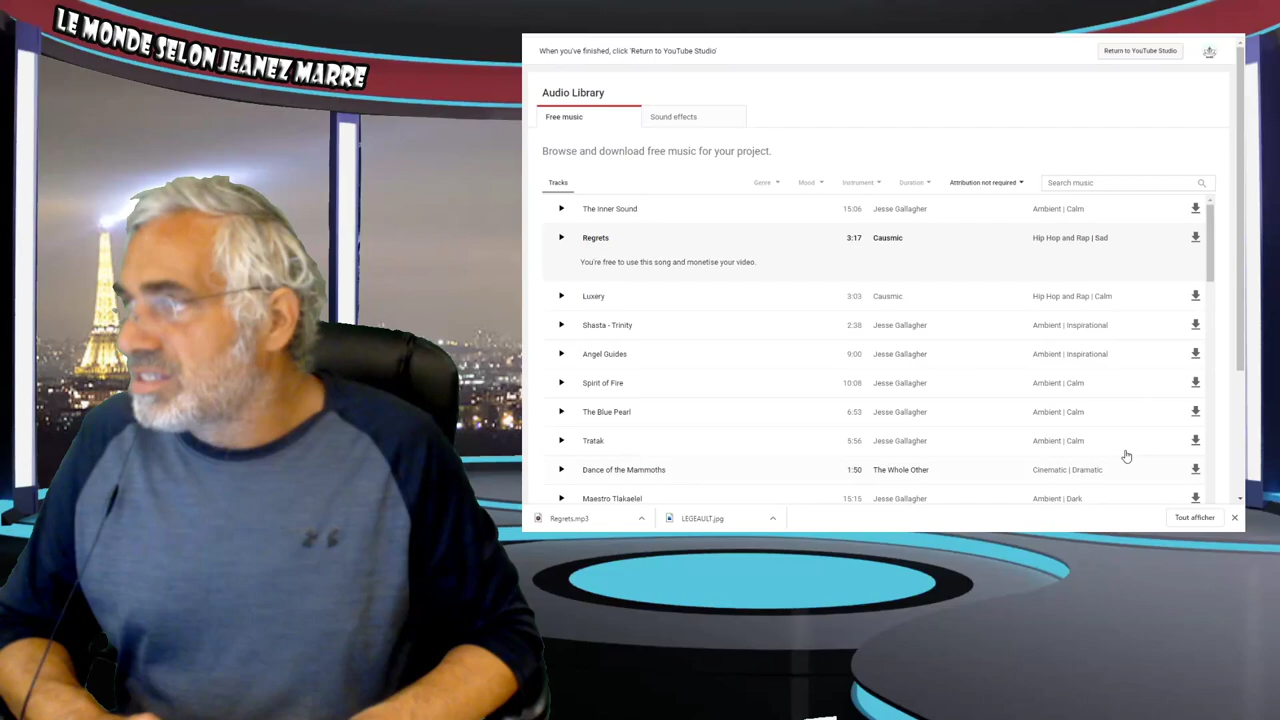 LE MONDE SELON JEANEZ MARRE
When you've finished, click 'Return to YouTube Studio'
Return to YouTube Studio
Audio Library
Free music
Sound effects
Browse and download free music for your project.
Tracks Genre Mood Instrument Duration Attribution not required Search music
The Inner Sound 15:06 Jesse Gallagher Ambient | Calm
Regrets 3:17 Causmic Hip Hop and Rap | Sad
You're free to use this song and monetise your video.
Luxery 3:03 Causmic Hip Hop and Rap | Calm
Shasta - Trinity 2:38 Jesse Gallagher Ambient | Inspirational
Angel Guides 9:00 Jesse Gallagher Ambient | Inspirational
Spirit of Fire 10:08 Jesse Gallagher Ambient | Calm
The Blue Pearl 6:53 Jesse Gallagher Ambient | Calm
Tratak 5:56 Jesse Gallagher Ambient | Calm
Dance of the Mammoths 1:50 The Whole Other Cinematic | Dramatic
Maestro Tlakaelel 15:15 Jesse Gallagher Ambient | Dark
Regrets.mp3 LEGEAULT.jpg Tout afficher